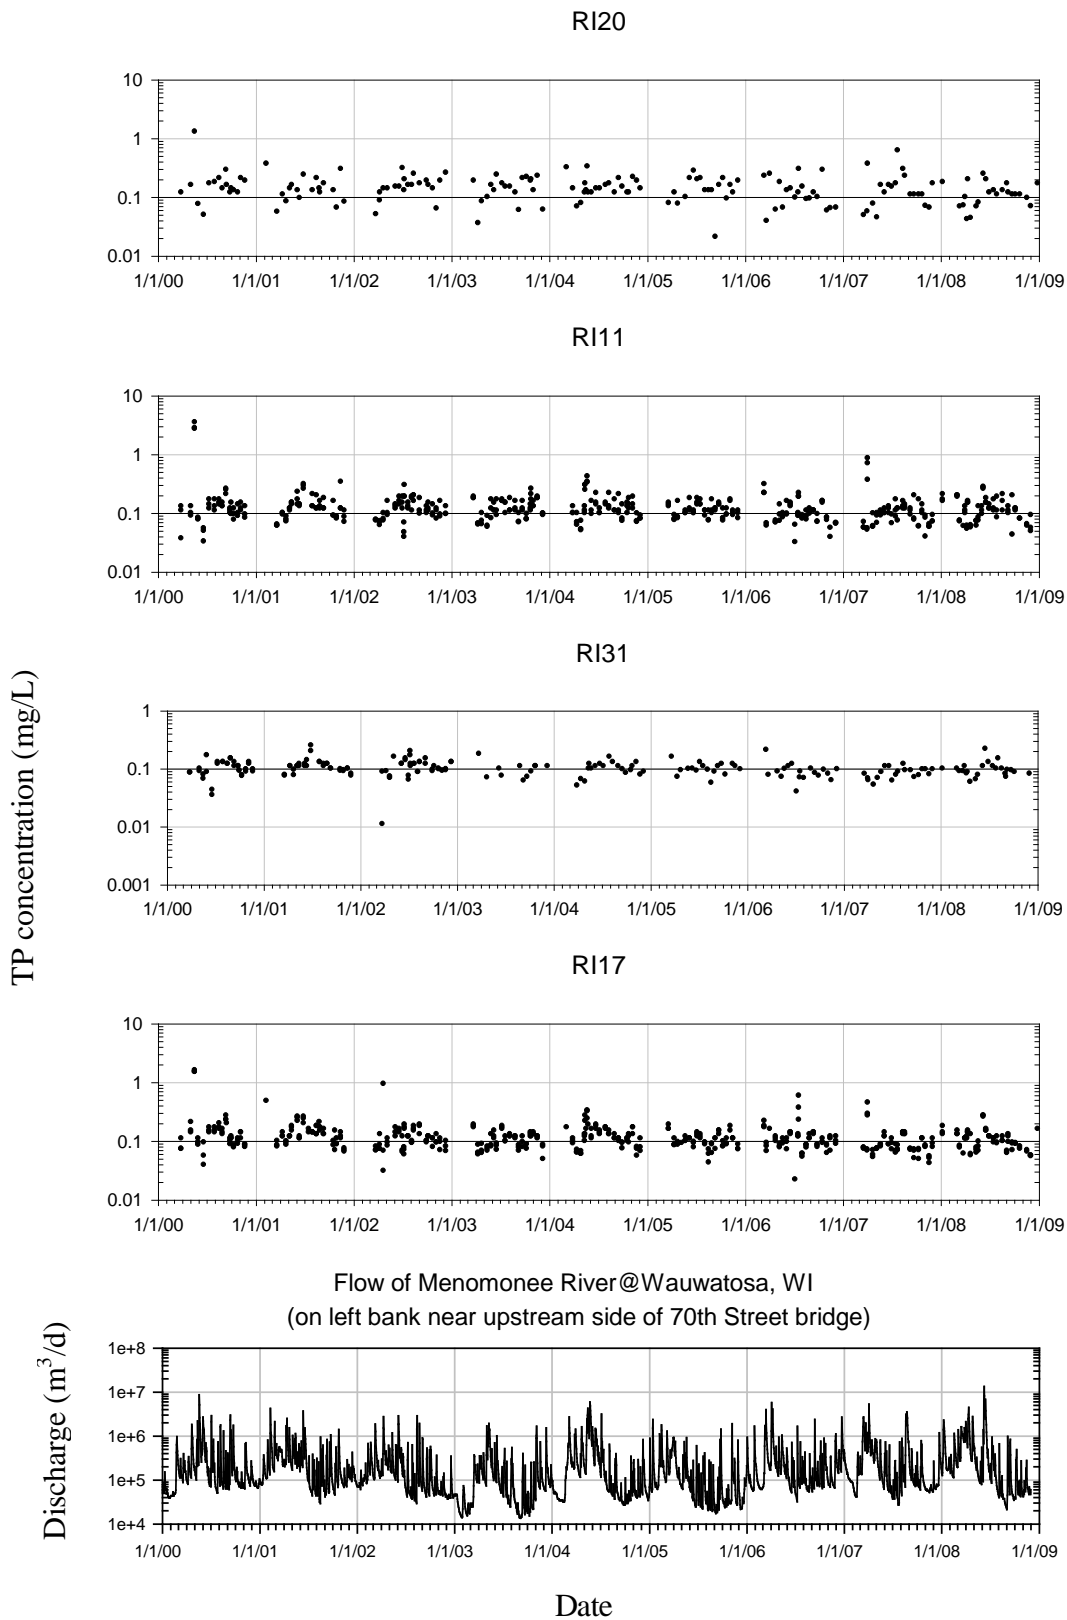 RI20
10
1
0.1
0.01
1/1/00 1/1/01 1/1/02 1/1/03 1/1/04 1/1/05 1/1/06 1/1/07 1/1/08 1/1/09
RI11
10
1
0.1
0.01
1/1/00 1/1/01 1/1/02 1/1/03 1/1/04 1/1/05 1/1/06 1/1/07 1/1/08 1/1/09
TP concentration (mg/L)
RI31
1
0.1
0.01
0.001
1/1/00 1/1/01 1/1/02 1/1/03 1/1/04 1/1/05 1/1/06 1/1/07 1/1/08 1/1/09
RI17
10
1
0.1
0.01
1/1/00 1/1/01 1/1/02 1/1/03 1/1/04 1/1/05 1/1/06 1/1/07 1/1/08 1/1/09
Flow of Menomonee River@Wauwatosa, WI
(on left bank near upstream side of 70th Street bridge)
Discharge (m³/d)
1e+8
1e+7
1e+6
1e+5
1e+4
1/1/00 1/1/01 1/1/02 1/1/03 1/1/04 1/1/05 1/1/06 1/1/07 1/1/08 1/1/09
Date